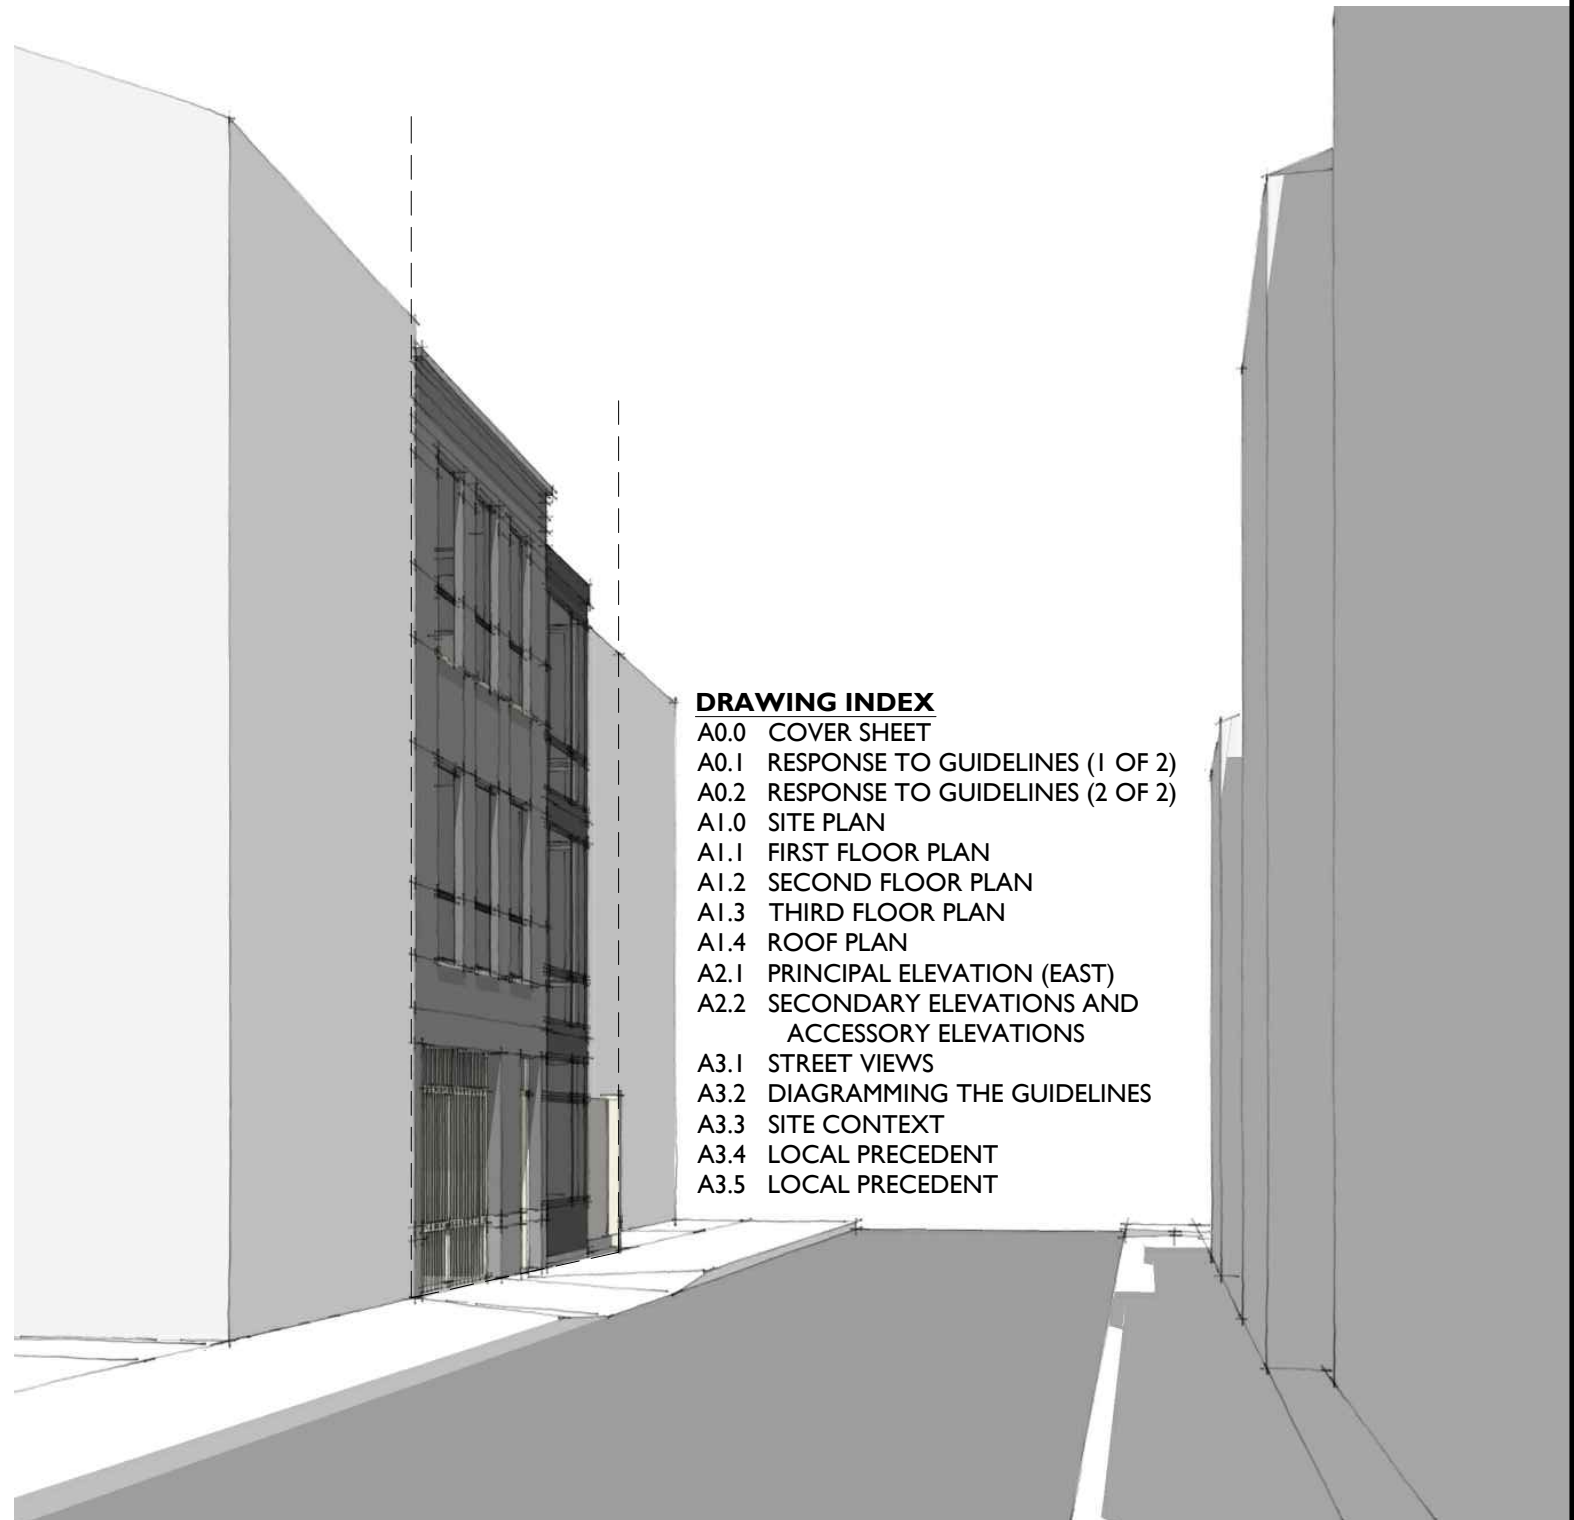 DRAWING INDEX
A0.0 COVER SHEET
A0.1 RESPONSE TO GUIDELINES (1 OF 2)
A0.2 RESPONSE TO GUIDELINES (2 OF 2)
A1.0 SITE PLAN
A1.1 FIRST FLOOR PLAN
A1.2 SECOND FLOOR PLAN
A1.3 THIRD FLOOR PLAN
A1.4 ROOF PLAN
A2.1 PRINCIPAL ELEVATION (EAST)
A2.2 SECONDARY ELEVATIONS AND
ACCESSORY ELEVATIONS
A3.1 STREET VIEWS
A3.2 DIAGRAMMING THE GUIDELINES
A3.3 SITE CONTEXT
A3.4 LOCAL PRECEDENT
A3.5 LOCAL PRECEDENT